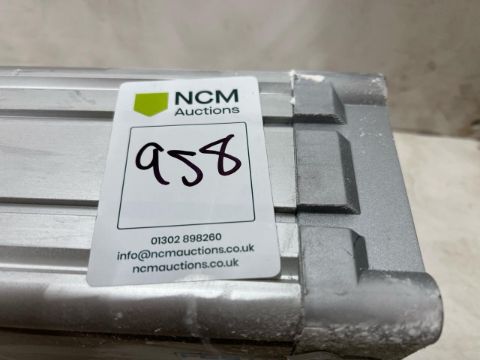 NCM
Auctions
958
01302 898260
info@ncmauctions.co.uk
ncmauctions.co.uk